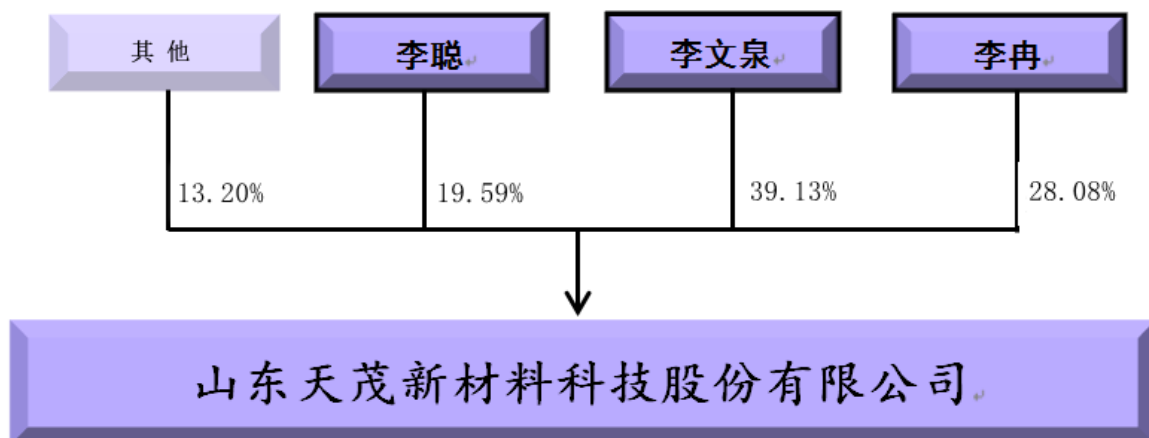 其 他
李聪
李文泉
李冉
13.20%
19.59%
39.13%
28.08%
山东天茂新材料科技股份有限公司